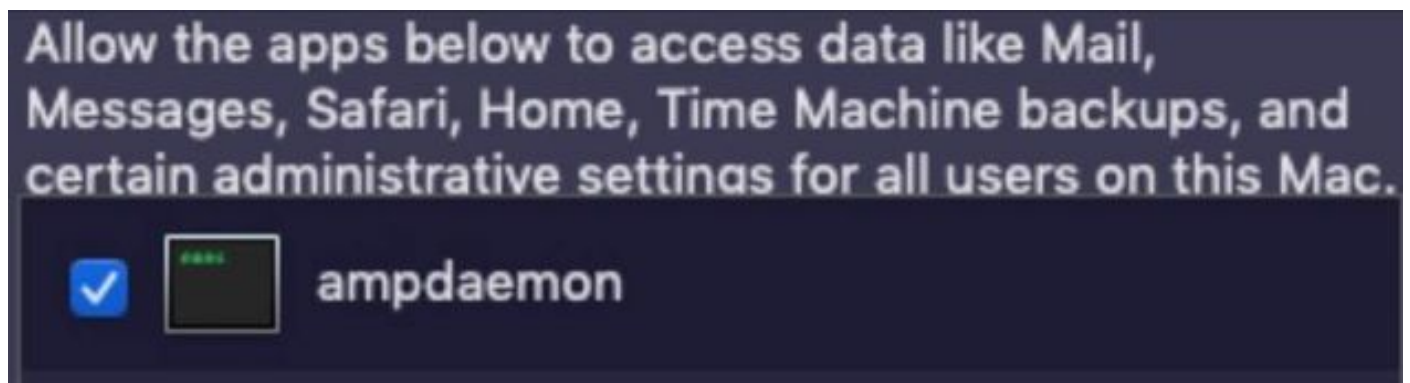 Allow the apps below to access data like Mail,
Messages, Safari, Home, Time Machine backups, and
certain administrative settings for all users on this Mac.
ampdaemon